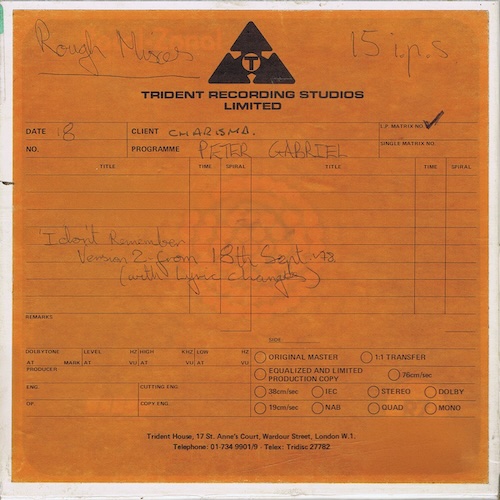 Rough Mixes
15 i.p.s
T
TRIDENT RECORDING STUDIOS
LIMITED
DATE 18 CLIENT CHARISMA. L.P. MATRIX NO. ✓
NO. PROGRAMME PETER GABRIEL SINGLE MATRIX NO.
TITLE TIME SPIRAL TITLE TIME SPIRAL
'I don't Remember
Version 2 from 18th Sept. 78.
(with Lyric changes)
REMARKS
SIDE:
DOLBYTONE LEVEL HZ HIGH KHZ LOW HZ
AT MARK AT VU AT VU AT VU
PRODUCER
ENG. CUTTING ENG.
OP. COPY ENG.
ORIGINAL MASTER 1:1 TRANSFER
EQUALIZED AND LIMITED
PRODUCTION COPY 76cm/sec
38cm/sec IEC STEREO DOLBY
19cm/sec NAB QUAD MONO
Trident House, 17 St. Anne's Court, Wardour Street, London W.1.
Telephone: 01-734 9901/9 - Telex: Tridisc 27782